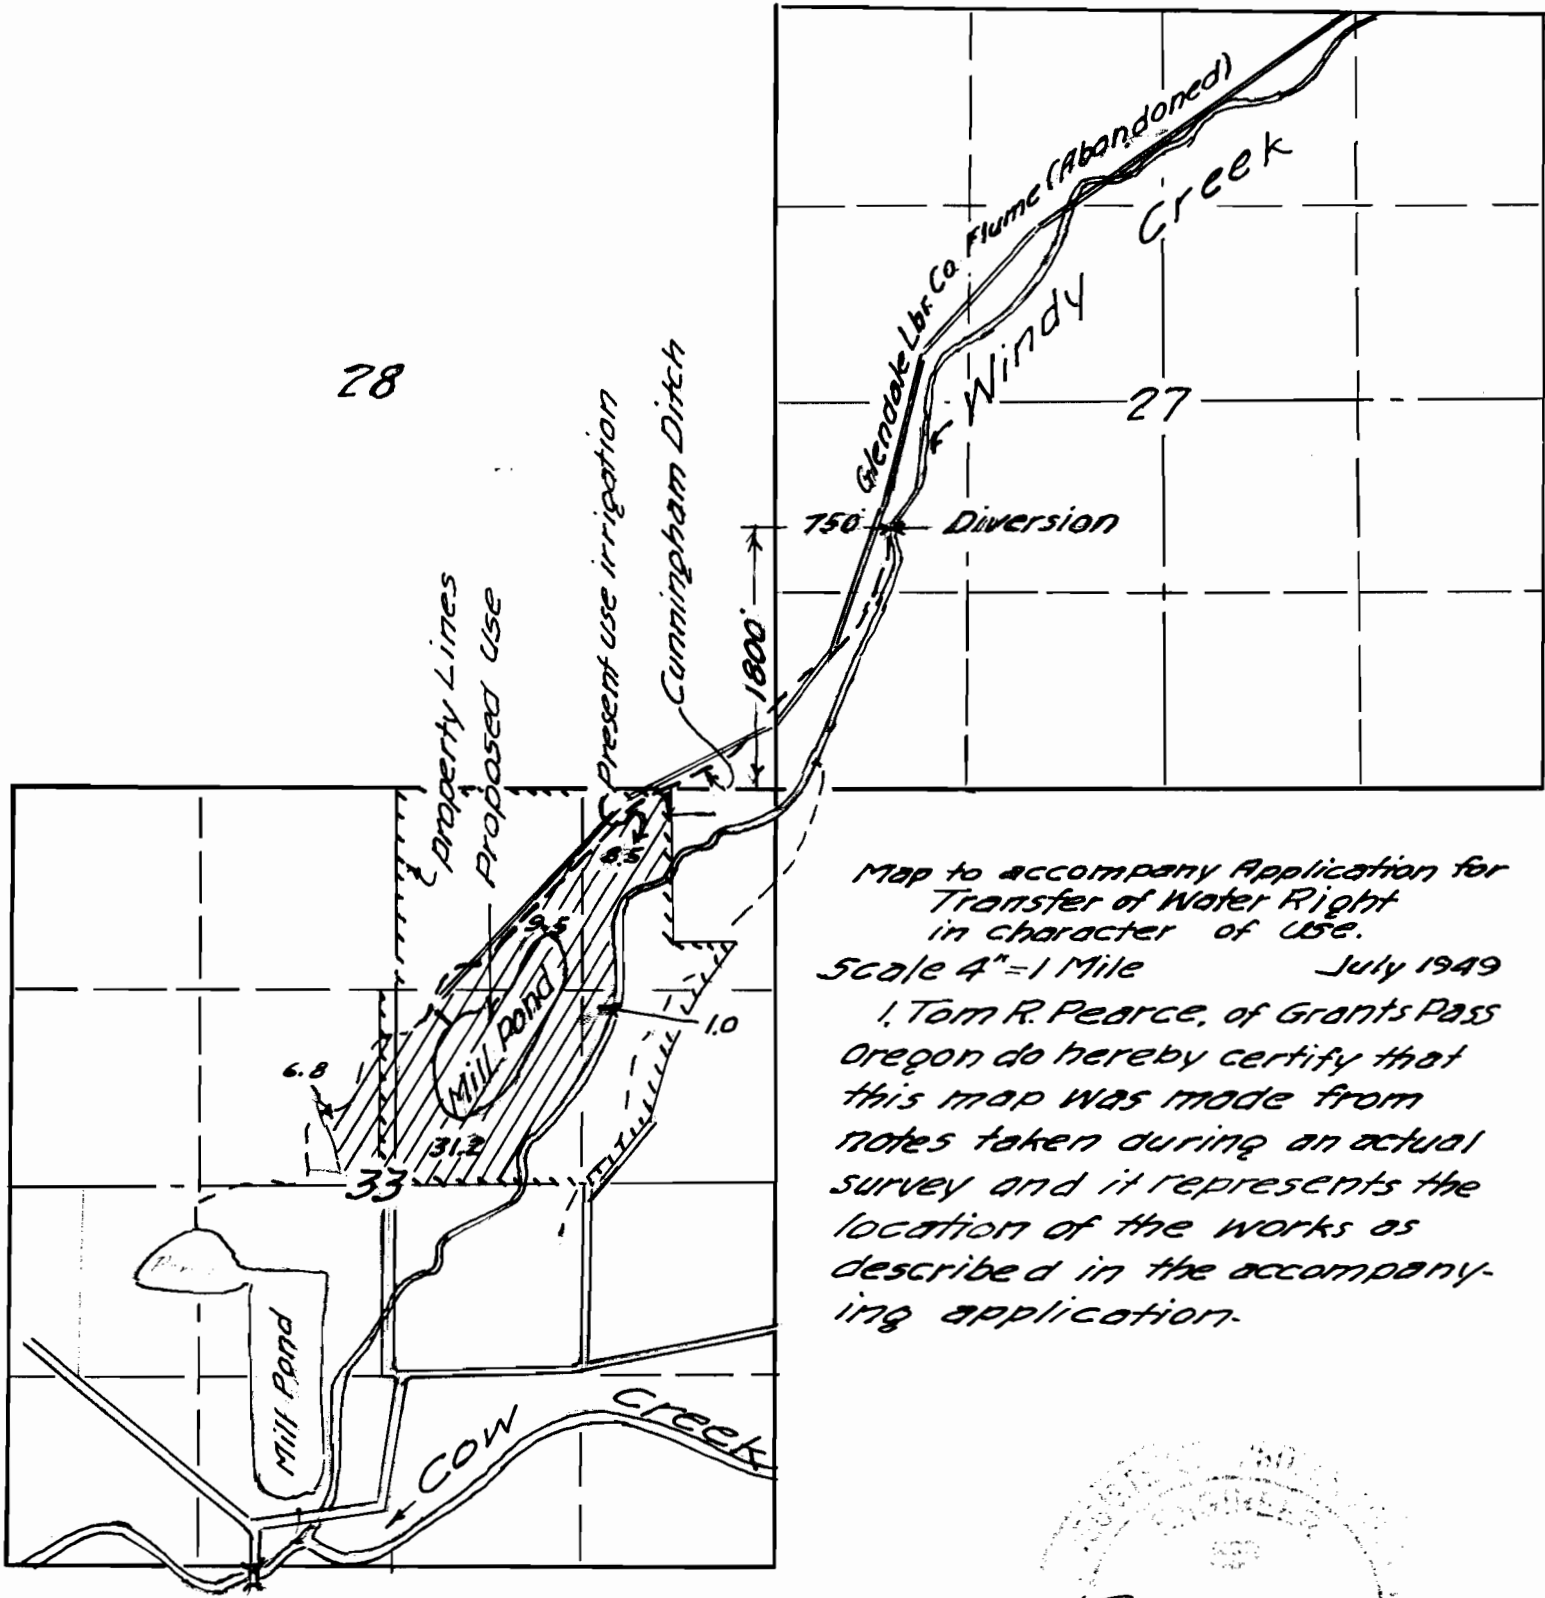 Glendale Lbr. Co. Flume (Abandoned)
Windy Creek
28
27
Present use irrigation
Cunningham Ditch
750'
Diversion
1800'
Property Lines
Proposed Use
8.5
9.5
Mill Pond
1.0
6.8
31.2
33
Mill Pond
Cow Creek
Map to accompany Application for
Transfer of Water Right
in character of Use.
Scale 4"=1 Mile July 1949
I, Tom R. Pearce, of Grants Pass
Oregon do hereby certify that
this map was made from
notes taken during an actual
survey and it represents the
location of the works as
described in the accompany-
ing application.